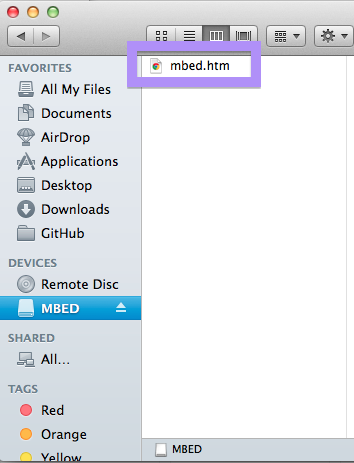 mbed.htm
FAVORITES
All My Files
Documents
AirDrop
Applications
Desktop
Downloads
GitHub
DEVICES
Remote Disc
MBED
SHARED
All...
TAGS
Red
Orange
Yellow
MBED